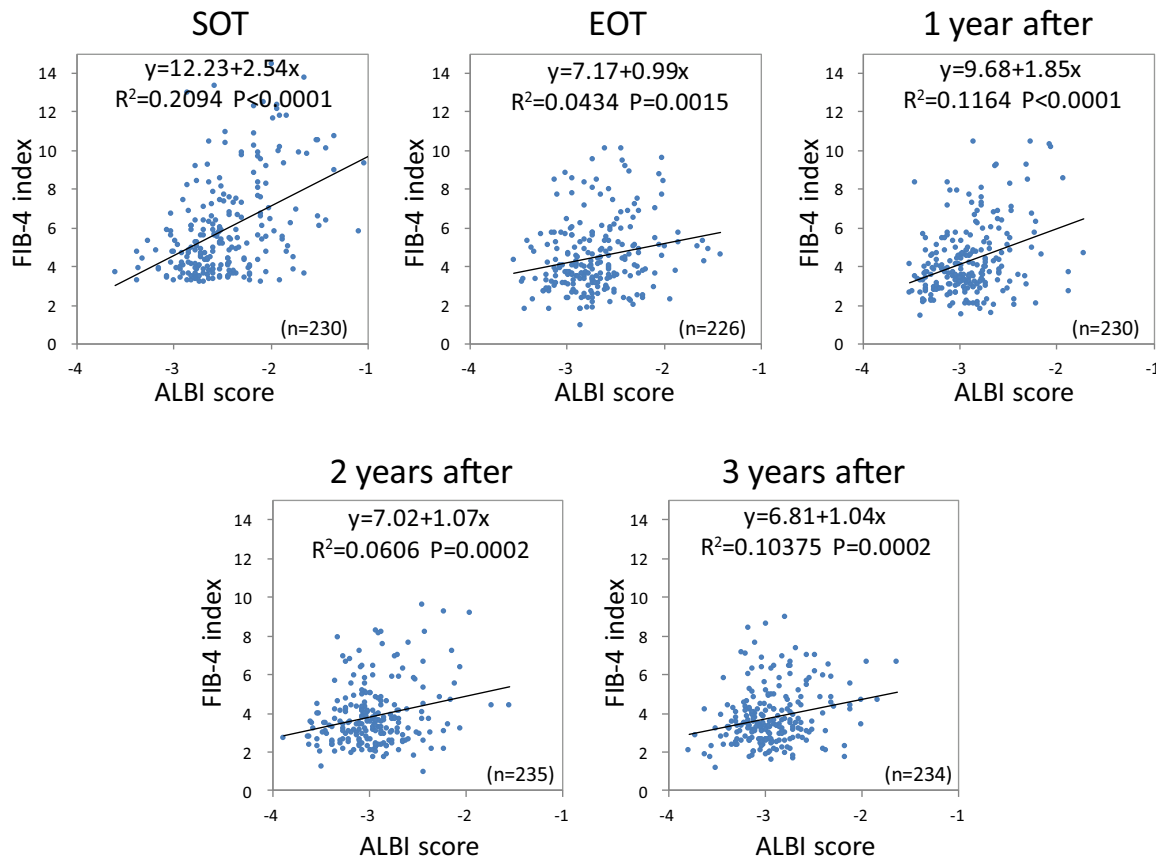 SOT
y=12.23+2.54x
R²=0.2094 P<0.0001
14
12
10
8
6
4
2
0
FIB-4 index
(n=230)
-4
-3
-2
-1
ALBI score
EOT
y=7.17+0.99x
R²=0.0434 P=0.0015
14
12
10
8
6
4
2
0
FIB-4 index
(n=226)
-4
-3
-2
-1
ALBI score
1 year after
y=9.68+1.85x
R²=0.1164 P<0.0001
14
12
10
8
6
4
2
0
FIB-4 index
(n=230)
-4
-3
-2
-1
ALBI score
2 years after
y=7.02+1.07x
R²=0.0606 P=0.0002
14
12
10
8
6
4
2
0
FIB-4 index
(n=235)
-4
-3
-2
-1
ALBI score
3 years after
y=6.81+1.04x
R²=0.10375 P=0.0002
14
12
10
8
6
4
2
0
FIB-4 index
(n=234)
-4
-3
-2
-1
ALBI score